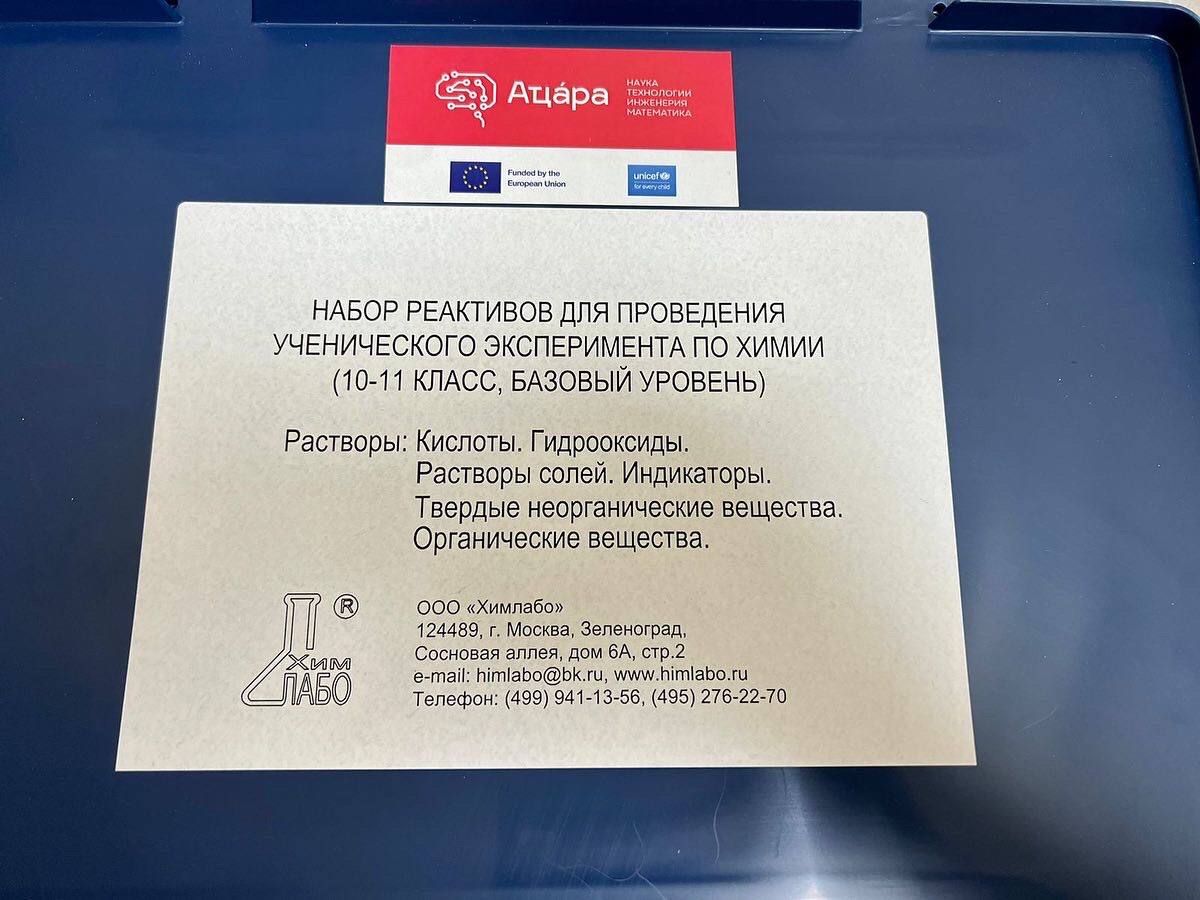 Аҵа́ра
НАУКА
ТЕХНОЛОГИИ
ИНЖЕНЕРИЯ
МАТЕМАТИКА
Funded by the
European Union
unicef
for every child
НАБОР РЕАКТИВОВ ДЛЯ ПРОВЕДЕНИЯ
УЧЕНИЧЕСКОГО ЭКСПЕРИМЕНТА ПО ХИМИИ
(10-11 КЛАСС, БАЗОВЫЙ УРОВЕНЬ)
Растворы: Кислоты. Гидрооксиды.
Растворы солей. Индикаторы.
Твердые неорганические вещества.
Органические вещества.
®
Хим
ЛАБО
ООО «Химлабо»
124489, г. Москва, Зеленоград,
Сосновая аллея, дом 6А, стр.2
e-mail: himlabo@bk.ru, www.himlabo.ru
Телефон: (499) 941-13-56, (495) 276-22-70